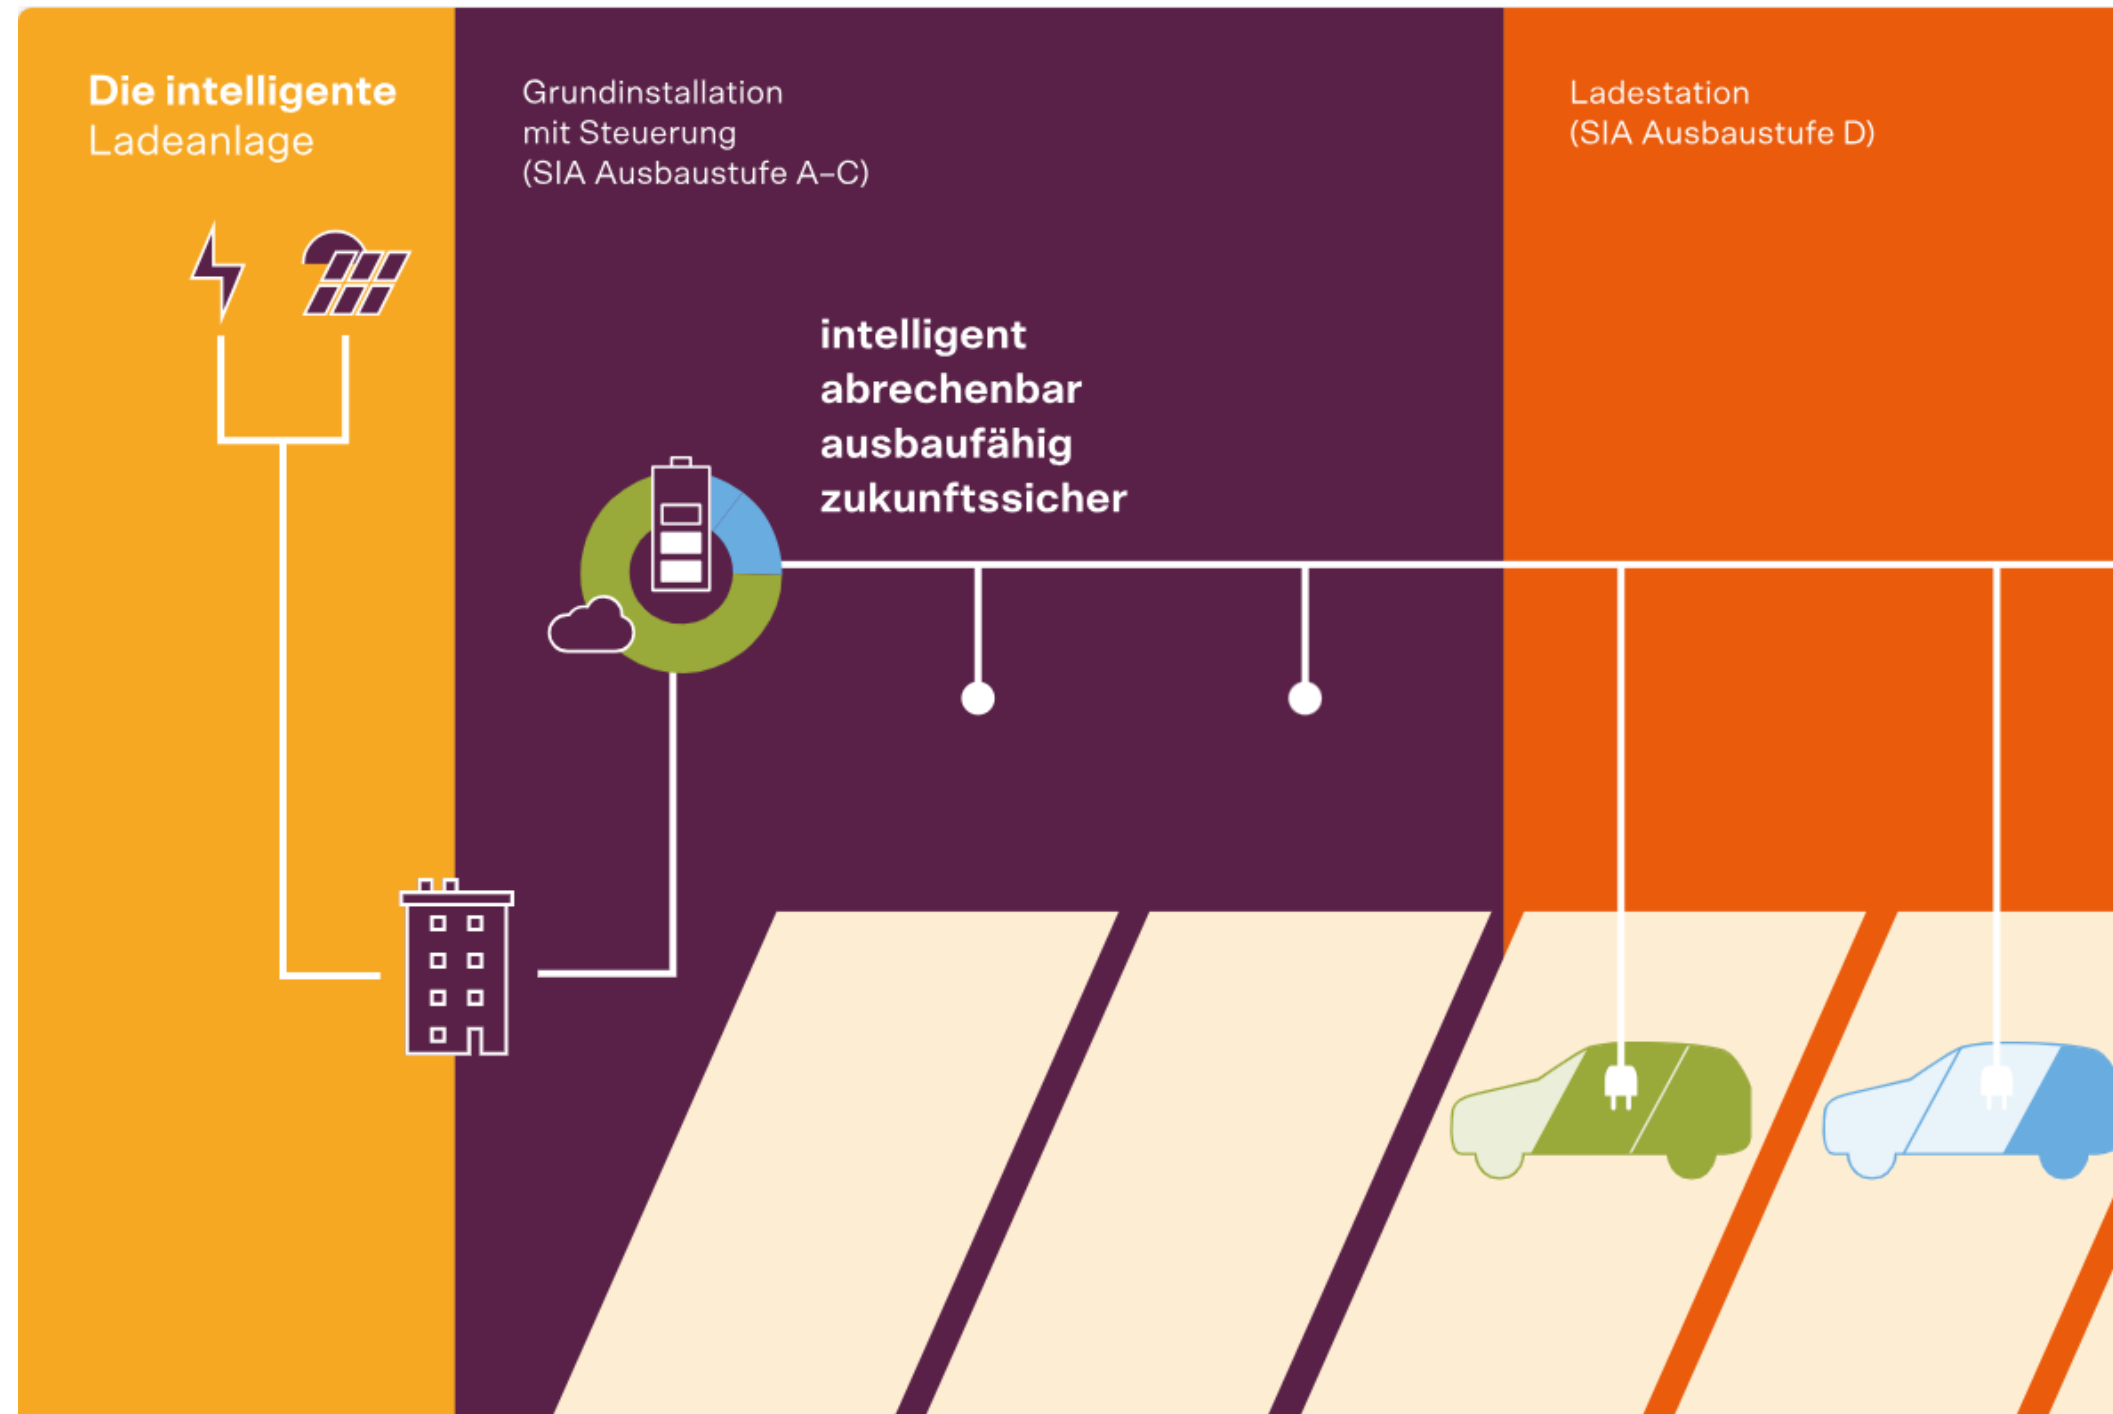 Die intelligente
Ladeanlage
Grundinstallation
mit Steuerung
(SIA Ausbaustufe A–C)
Ladestation
(SIA Ausbaustufe D)
intelligent
abrechenbar
ausbaufähig
zukunftssicher